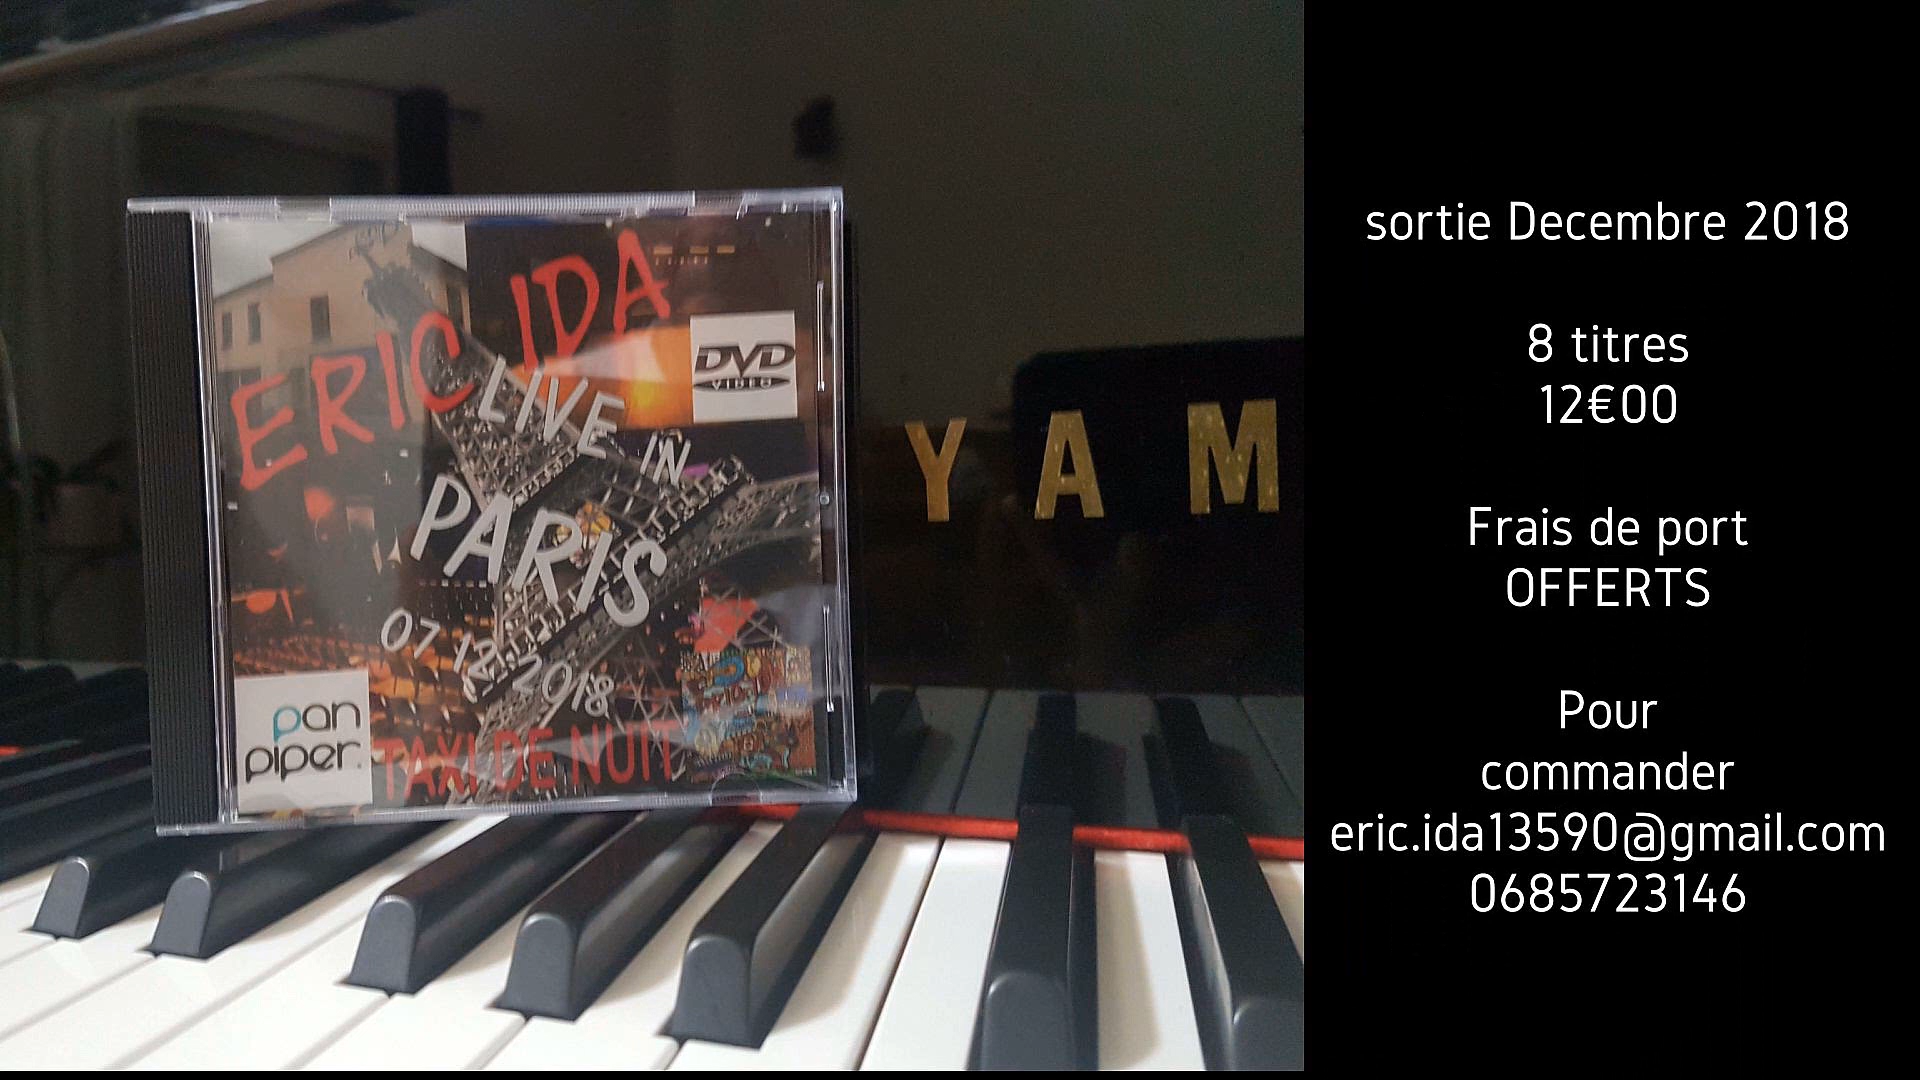 ERIC IDA
DVD
VIDEO
LIVE IN
PARIS
07 12 2018
pan
piper.
TAXI DE NUIT
YAM
sortie Decembre 2018
8 titres
12€00
Frais de port
OFFERTS
Pour
commander
eric.ida13590@gmail.com
0685723146